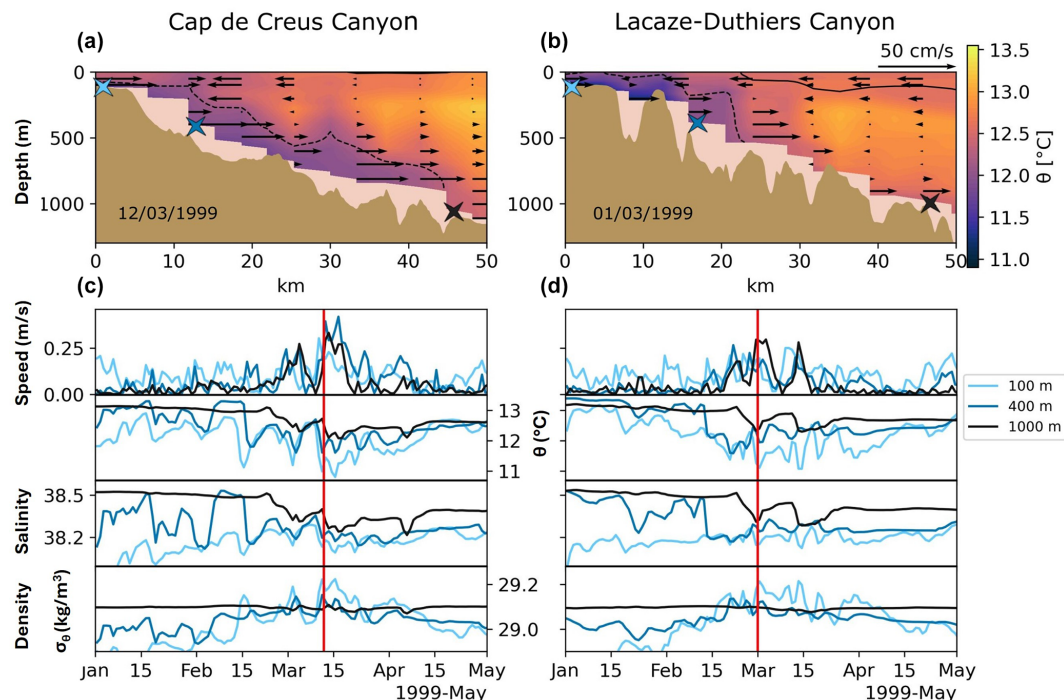 Cap de Creus Canyon
Lacaze-Duthiers Canyon
(a)
(b)
50 cm/s
0
500
1000
Depth (m)
12/03/1999
0 10 20 30 40 50
km
0
500
1000
01/03/1999
0 10 20 30 40 50
km
13.5
13.0
12.5
12.0
11.5
11.0
θ [°C]
(c)
(d)
Speed (m/s)
0.25
0.00
13
12
11
θ (°C)
Salinity
38.5
38.2
Density
σθ (kg/m³)
29.2
29.0
Jan 15 Feb 15 Mar 15 Apr 15 May
1999-May
Jan 15 Feb 15 Mar 15 Apr 15 May
1999-May
100 m
400 m
1000 m